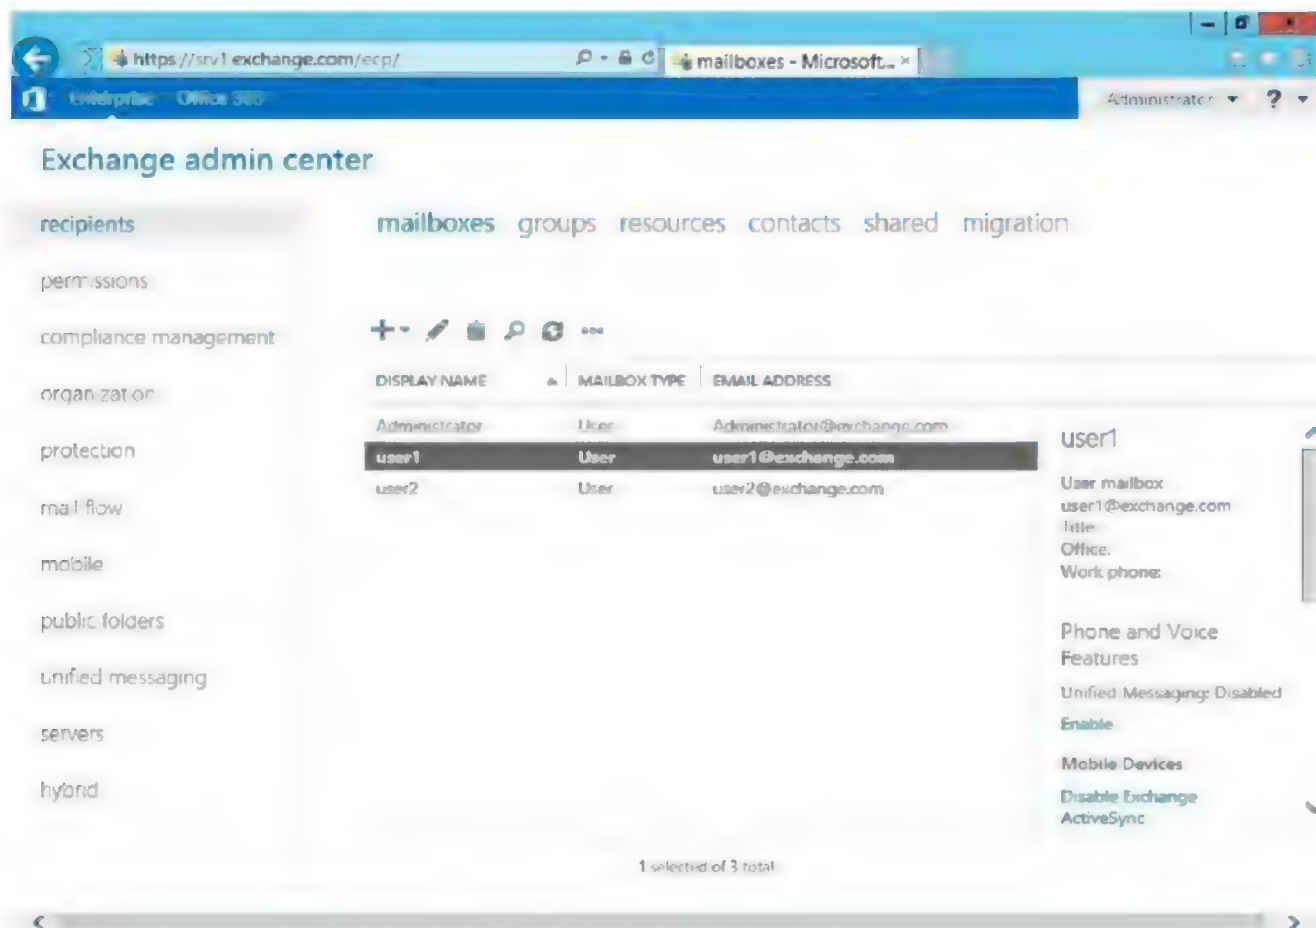 https://srv1.exchange.com/ecp/
mailboxes - Microsoft...
Enterprise Office 365
Administrator ?
Exchange admin center
recipients
permissions
compliance management
organization
protection
mail flow
mobile
public folders
unified messaging
servers
hybrid
mailboxes groups resources contacts shared migration
DISPLAY NAME MAILBOX TYPE EMAIL ADDRESS
Administrator User Administrator@exchange.com
user1 User user1@exchange.com
user2 User user2@exchange.com
user1
User mailbox
user1@exchange.com
Title:
Office:
Work phone:
Phone and Voice
Features
Unified Messaging: Disabled
Enable
Mobile Devices
Disable Exchange
ActiveSync
1 selected of 3 total